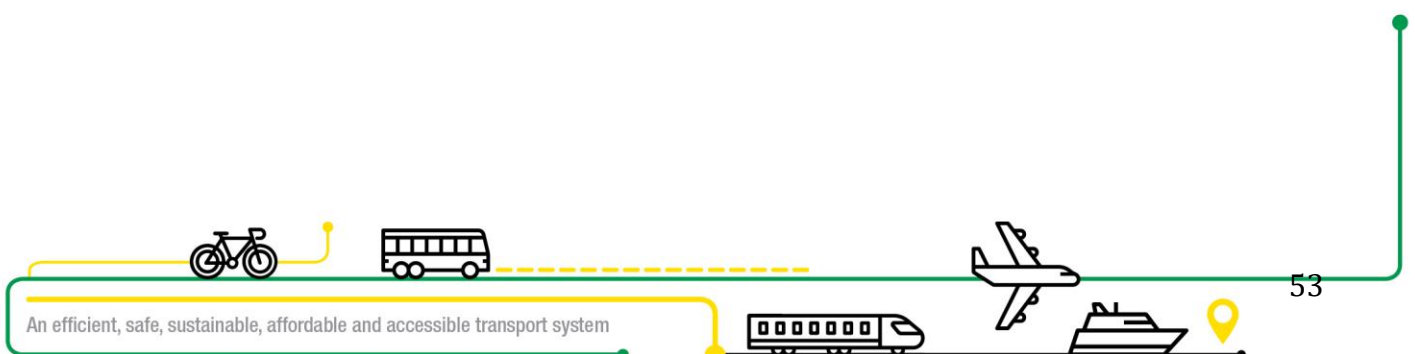 53
An efficient, safe, sustainable, affordable and accessible transport system